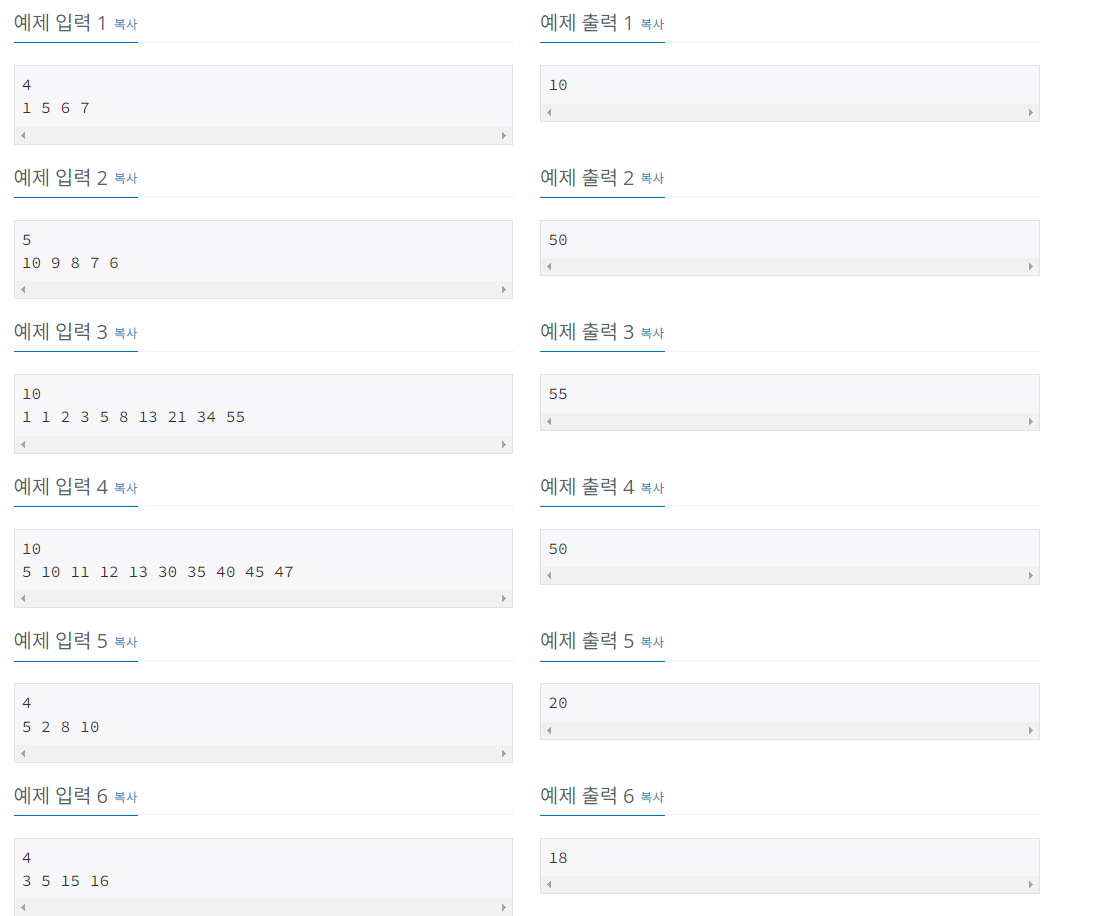 예제 입력 1 복사
예제 출력 1 복사
4
1 5 6 7
10
예제 입력 2 복사
예제 출력 2 복사
5
10 9 8 7 6
50
예제 입력 3 복사
예제 출력 3 복사
10
1 1 2 3 5 8 13 21 34 55
55
예제 입력 4 복사
예제 출력 4 복사
10
5 10 11 12 13 30 35 40 45 47
50
예제 입력 5 복사
예제 출력 5 복사
4
5 2 8 10
20
예제 입력 6 복사
예제 출력 6 복사
4
3 5 15 16
18